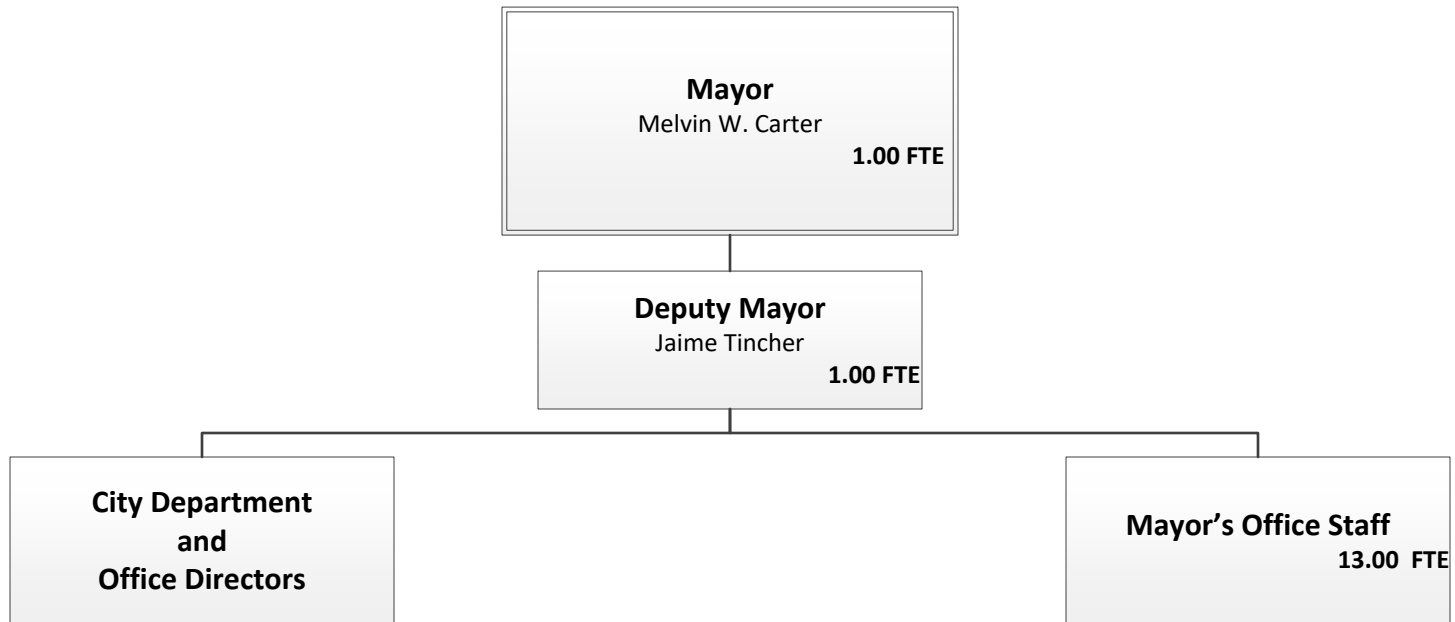 Mayor
Melvin W. Carter
1.00 FTE
Deputy Mayor
Jaime Tincher
1.00 FTE
City Department
and
Office Directors
Mayor’s Office Staff
13.00 FTE